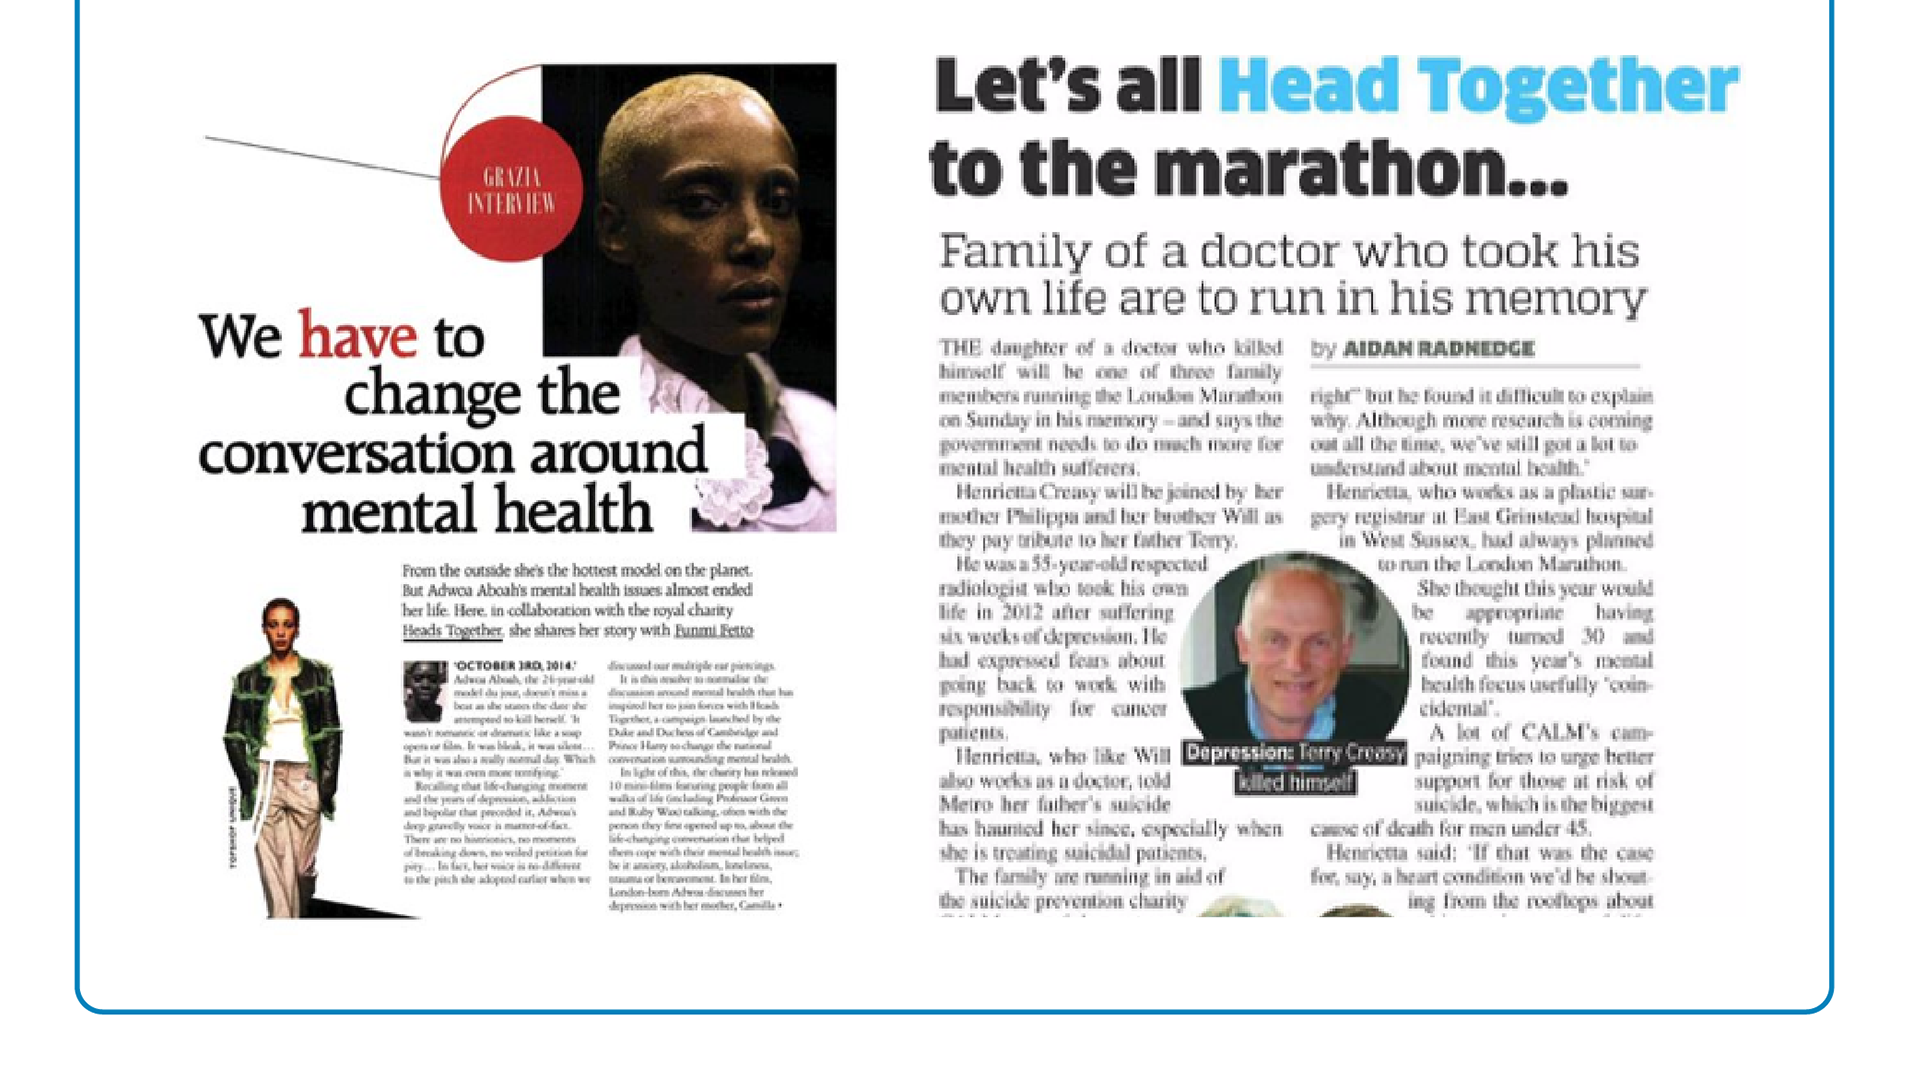 GRAZIA
INTERVIEW
We have to
change the
conversation around
mental health
From the outside she's the hottest model on the planet.
But Adwoa Aboah's mental health issues almost ended
her life. Here, in collaboration with the royal charity
Heads Together, she shares her story with Funmi Fetto
TOPSHOP UNIQUE
'OCTOBER 3RD, 2014.'
Adwoa Aboah, the 24-year-old
model du jour, doesn't miss a
beat as she states the date she
attempted to kill herself. 'It
wasn't romantic or dramatic like a soap
opera or film. It was bleak, it was silent…
But it was also a really normal day. Which
is why it was even more terrifying.'
Recalling that life-changing moment
and the years of depression, addiction
and bipolar that preceded it, Adwoa's
deep gravelly voice is matter-of-fact.
There are no histrionics, no moments
of breaking down, no veiled petition for
pity… In fact, her voice is no different
to the pitch she adopted earlier when we
discussed our multiple ear piercings.
It is this resolve to normalise the
discussion around mental health that has
inspired her to join forces with Heads
Together, a campaign launched by the
Duke and Duchess of Cambridge and
Prince Harry to change the national
conversation surrounding mental health.
In light of this, the charity has released
10 mini-films featuring people from all
walks of life (including Professor Green
and Ruby Wax) talking, often with the
person they first opened up to, about the
life-changing conversation that helped
them cope with their mental health issue;
be it anxiety, alcoholism, loneliness,
trauma or bereavement. In her film,
London-born Adwoa discusses her
depression with her mother, Camilla
Let's all Head Together
to the marathon...
Family of a doctor who took his
own life are to run in his memory
THE daughter of a doctor who killed
himself will be one of three family
members running the London Marathon
on Sunday in his memory – and says the
government needs to do much more for
mental health sufferers.
Henrietta Creasy will be joined by her
mother Philippa and her brother Will as
they pay tribute to her father Terry.
He was a 55-year-old respected
radiologist who took his own
life in 2012 after suffering
six weeks of depression. He
had expressed fears about
going back to work with
responsibility for cancer
patients.
Henrietta, who like Will
also works as a doctor, told
Metro her father's suicide
has haunted her since, especially when
she is treating suicidal patients.
The family are running in aid of
the suicide prevention charity
Depression: Terry Creasy
killed himself
by AIDAN RADNEDGE
right" but he found it difficult to explain
why. Although more research is coming
out all the time, we've still got a lot to
understand about mental health.'
Henrietta, who works as a plastic sur-
gery registrar at East Grinstead hospital
in West Sussex, had always planned
to run the London Marathon.
She thought this year would
be appropriate having
recently turned 30 and
found this year's mental
health focus usefully 'coin-
cidental'.
A lot of CALM's cam-
paigning tries to urge better
support for those at risk of
suicide, which is the biggest
cause of death for men under 45.
Henrietta said: 'If that was the case
for, say, a heart condition we'd be shout-
ing from the rooftops about